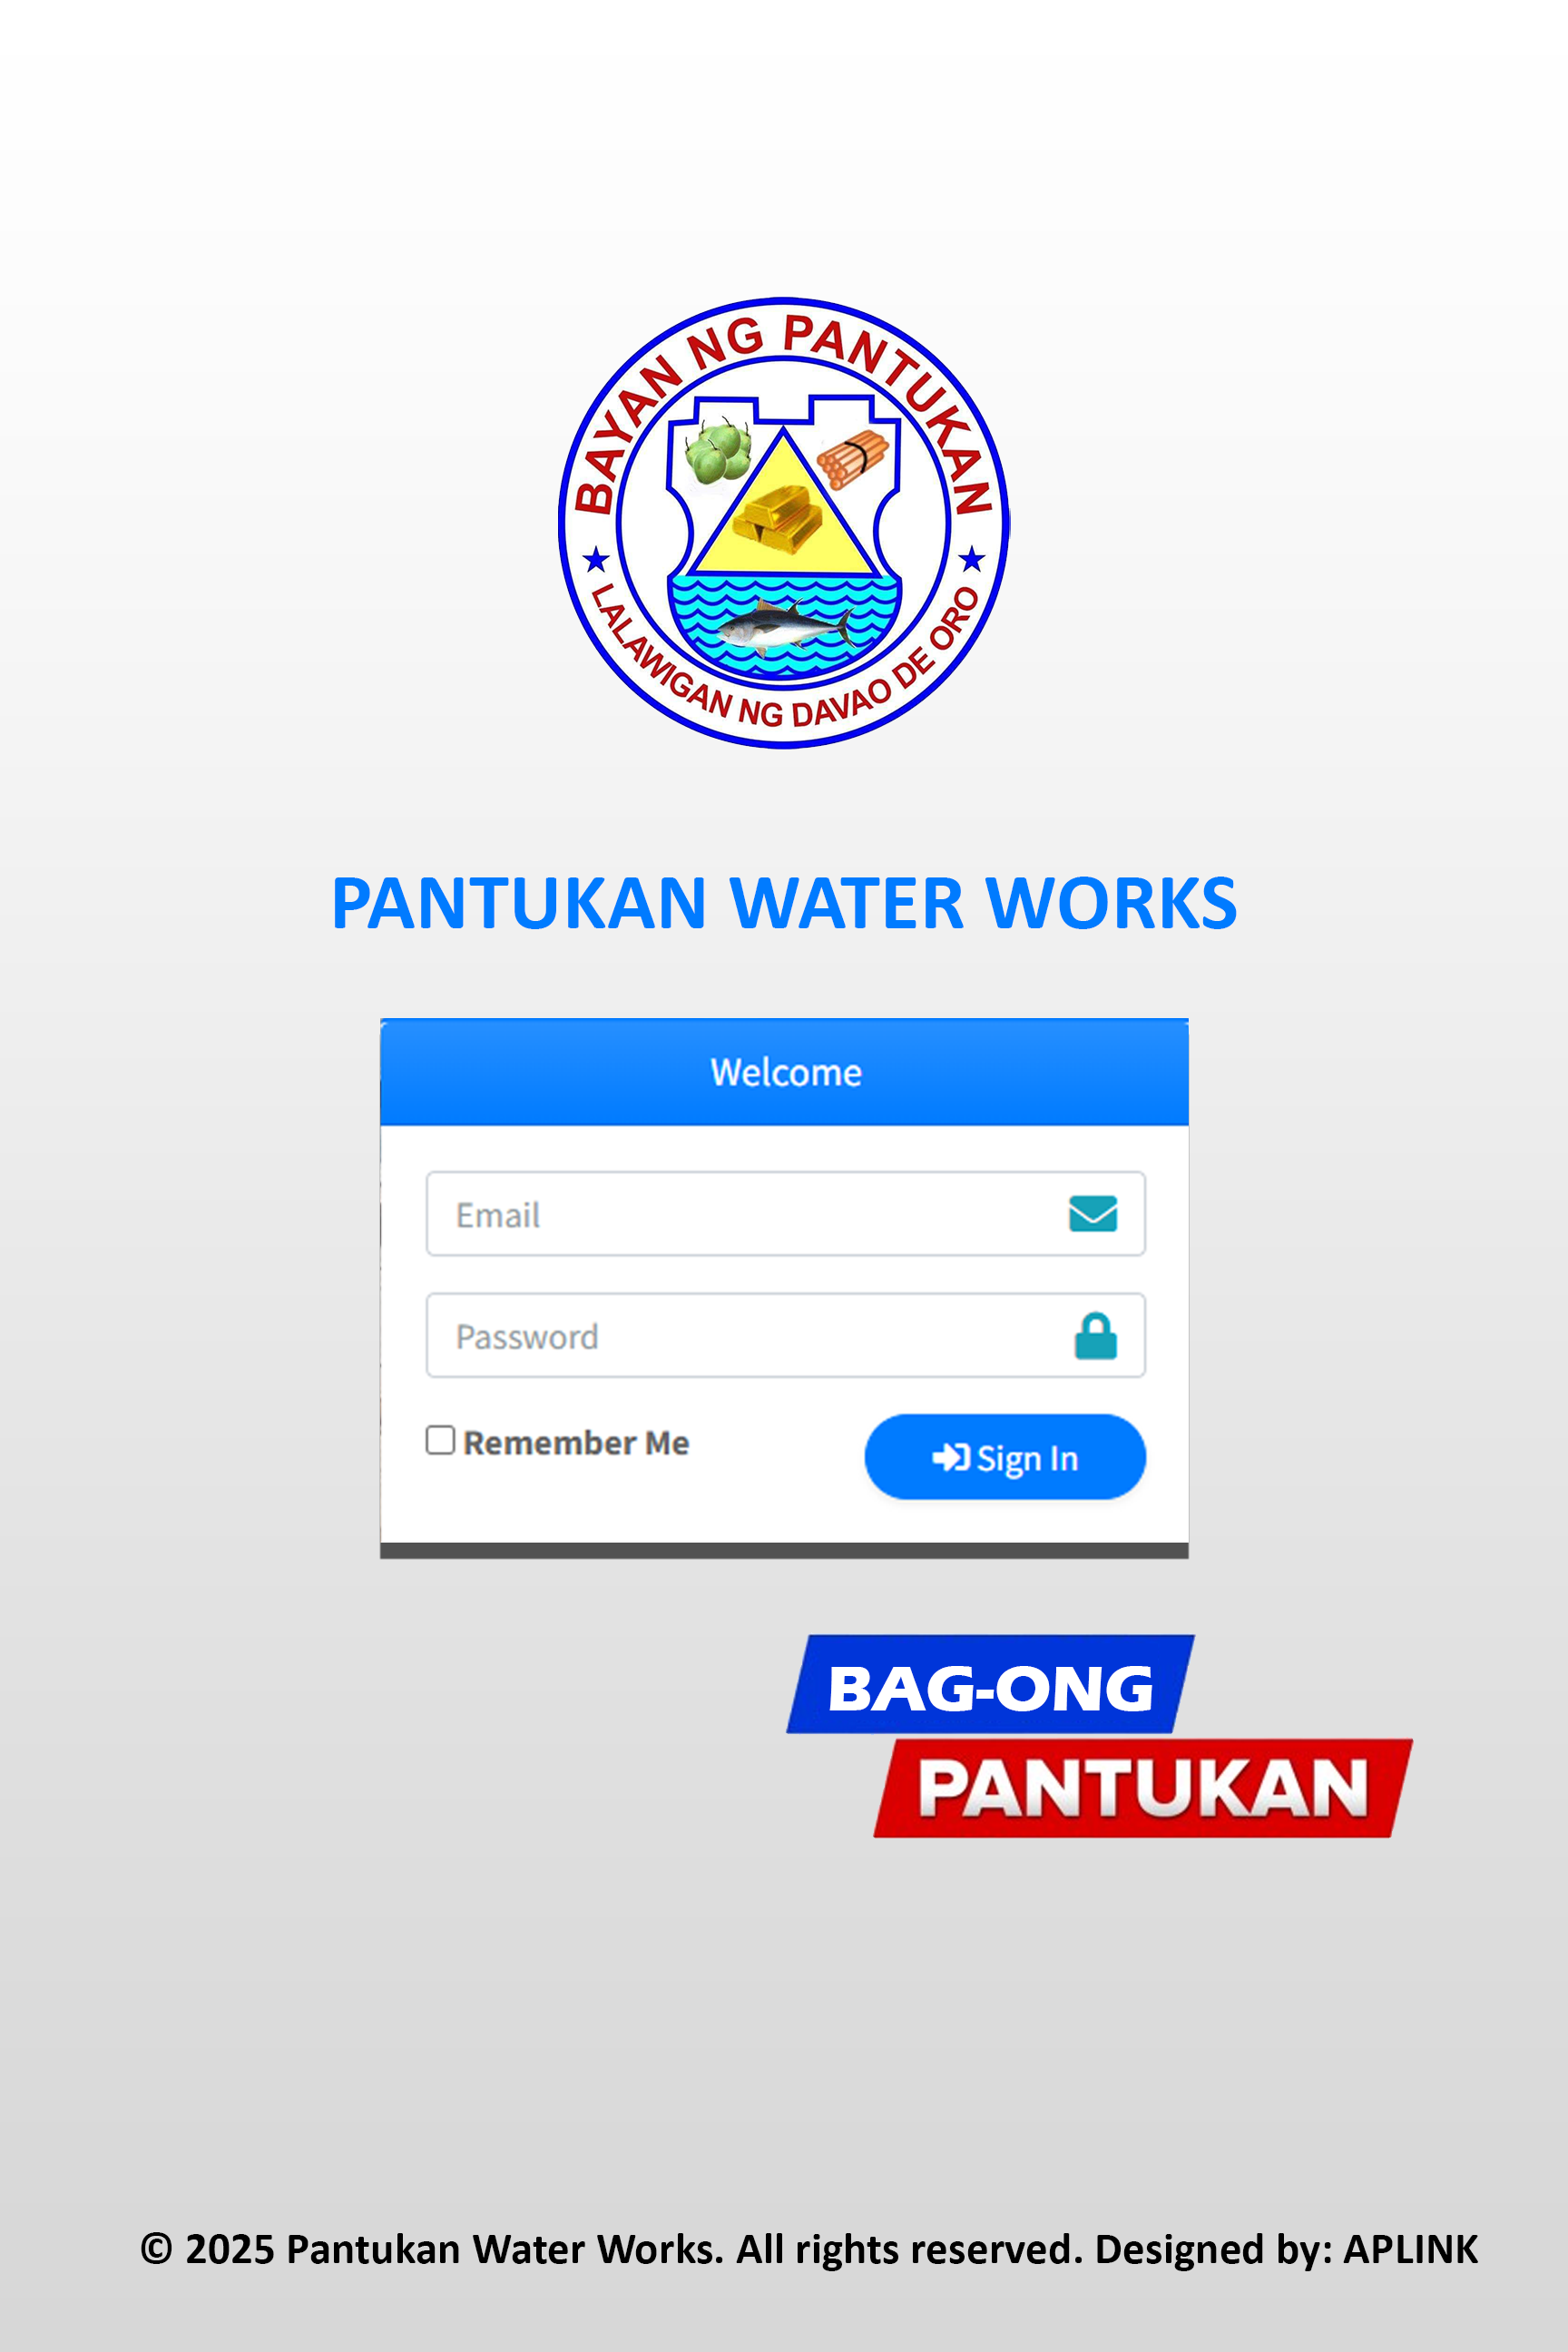 BAYAN NG PANTUKAN
LALAWIGAN NG DAVAO DE ORO
PANTUKAN WATER WORKS
Welcome
Email
Password
Remember Me
Sign In
BAG-ONG
PANTUKAN
© 2025 Pantukan Water Works. All rights reserved. Designed by: APLINK